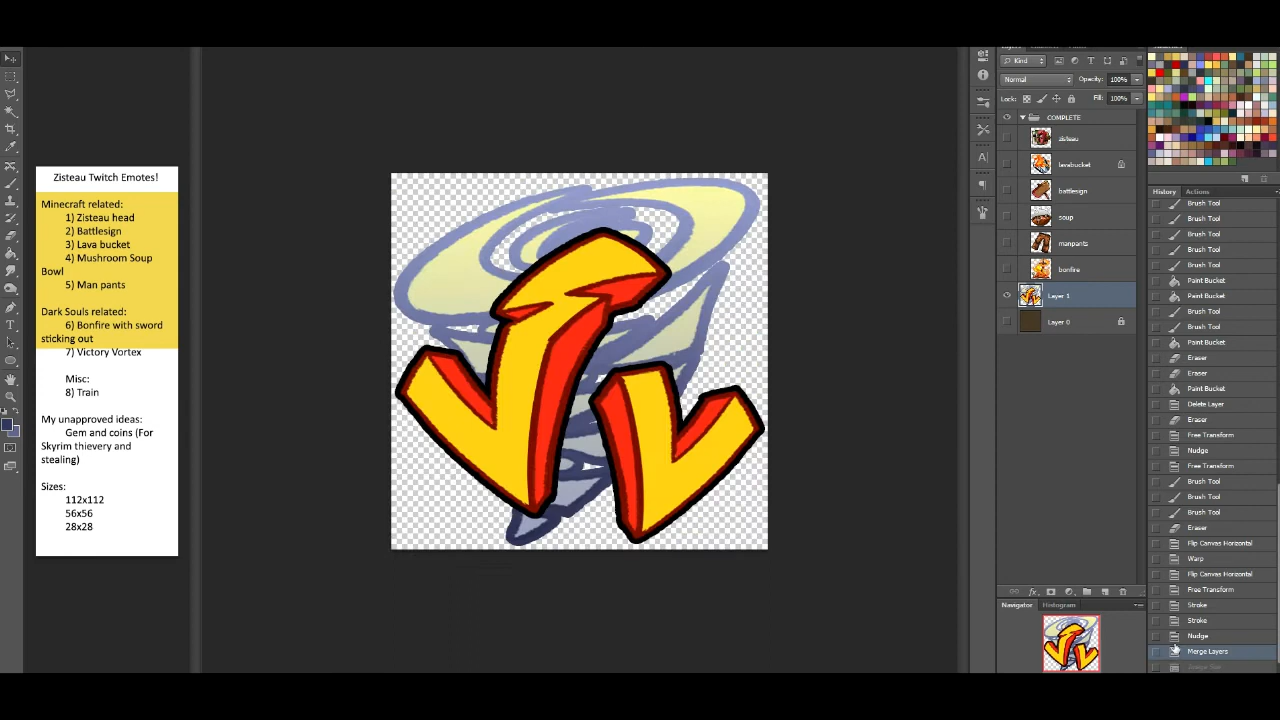 Zisteau Twitch Emotes!
Minecraft related:
1) Zisteau head
2) Battlesign
3) Lava bucket
4) Mushroom Soup
Bowl
5) Man pants
Dark Souls related:
6) Bonfire with sword
sticking out
7) Victory Vortex
Misc:
8) Train
My unapproved ideas:
Gem and coins (For
Skyrim thievery and
stealing)
Sizes:
112x112
56x56
28x28
Kind
Normal
Opacity: 100%
Lock:
Fill: 100%
COMPLETE
zisteau
lavabucket
battlesign
soup
manpants
bonfire
Layer 1
Layer 0
Navigator
Histogram
History
Actions
Brush Tool
Brush Tool
Brush Tool
Brush Tool
Brush Tool
Paint Bucket
Paint Bucket
Brush Tool
Brush Tool
Paint Bucket
Eraser
Eraser
Paint Bucket
Delete Layer
Eraser
Free Transform
Nudge
Free Transform
Brush Tool
Brush Tool
Brush Tool
Eraser
Flip Canvas Horizontal
Warp
Flip Canvas Horizontal
Free Transform
Stroke
Stroke
Nudge
Merge Layers